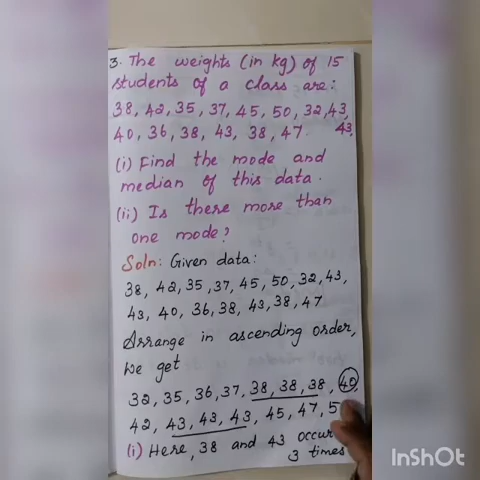 3. The weights (in kg) of 15
students of a class are:
38, 42, 35, 37, 45, 50, 32, 43,
43,
40, 36, 38, 43, 38, 47.
(i) Find the mode and
median of this data.
(ii) Is there more than
one mode?
Soln: Given data:
38, 42, 35, 37, 45, 50, 32, 43,
43, 40, 36, 38, 43, 38, 47
Arrange in ascending order,
we get
32, 35, 36, 37, 38, 38, 38, 40,
42, 43, 43, 43, 45, 47, 5
(i) Here, 38 and 43 occur
3 times
InShOt